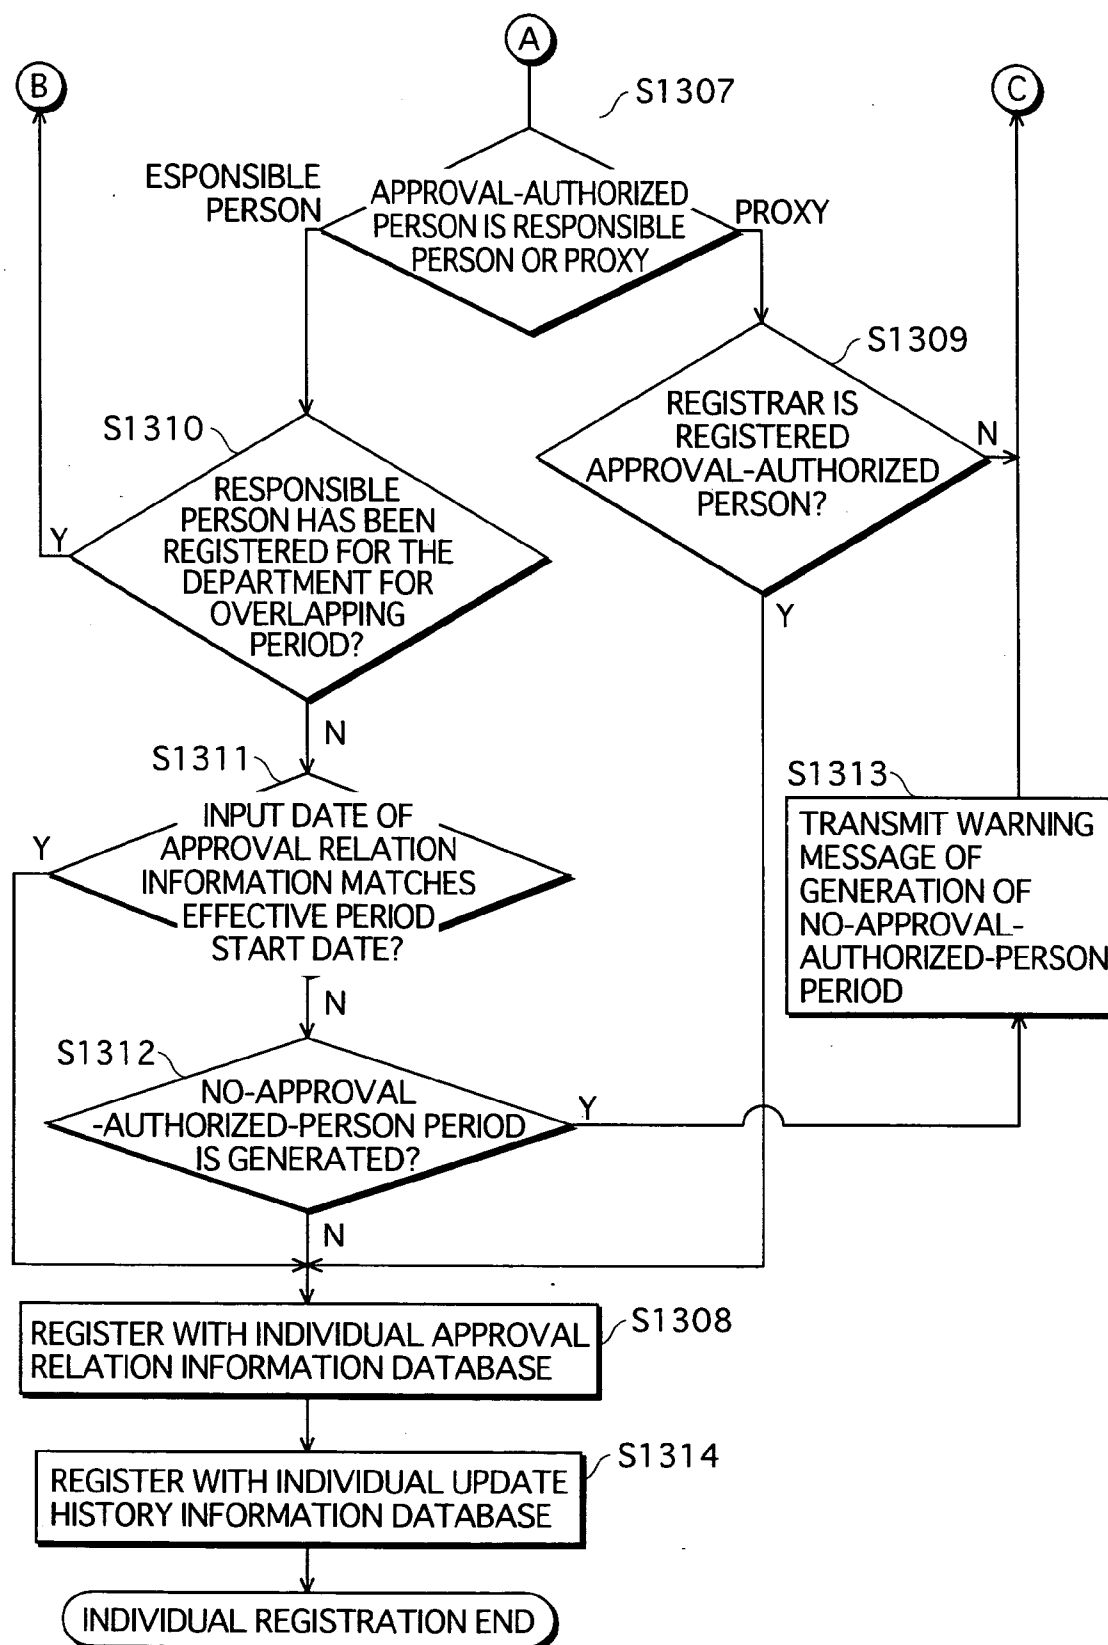 A
B
C
S1307
ESPONSIBLE
PERSON
APPROVAL-AUTHORIZED
PERSON IS RESPONSIBLE
PERSON OR PROXY
PROXY
S1309
REGISTRAR IS
REGISTERED
APPROVAL-AUTHORIZED
PERSON?
N
Y
S1310
RESPONSIBLE
PERSON HAS BEEN
REGISTERED FOR THE
DEPARTMENT FOR
OVERLAPPING
PERIOD?
Y
N
S1311
INPUT DATE OF
APPROVAL RELATION
INFORMATION MATCHES
EFFECTIVE PERIOD
START DATE?
Y
N
S1313
TRANSMIT WARNING
MESSAGE OF
GENERATION OF
NO-APPROVAL-
AUTHORIZED-PERSON
PERIOD
S1312
NO-APPROVAL
-AUTHORIZED-PERSON PERIOD
IS GENERATED?
Y
N
S1308
REGISTER WITH INDIVIDUAL APPROVAL
RELATION INFORMATION DATABASE
S1314
REGISTER WITH INDIVIDUAL UPDATE
HISTORY INFORMATION DATABASE
INDIVIDUAL REGISTRATION END